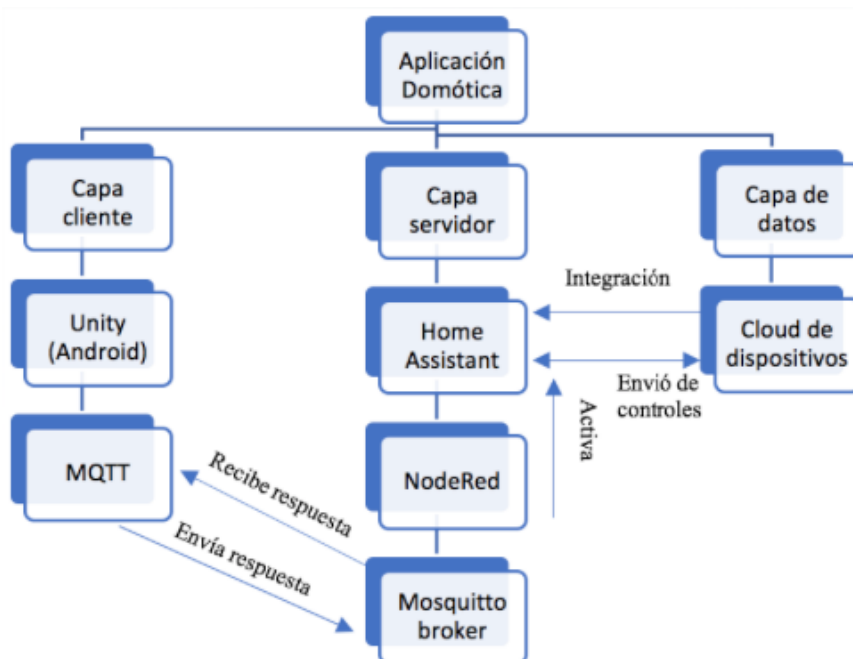 Aplicación
Domótica
Capa
cliente
Capa
servidor
Capa de
datos
Integración
Unity
(Android)
Home
Assistant
Cloud de
dispositivos
Envió de
controles
Activa
MQTT
Recibe respuesta
NodeRed
Envía respuesta
Mosquitto
broker